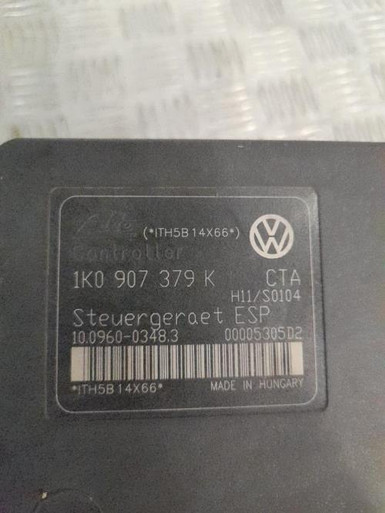 Ate (*ITH5B14X66*)
Controller
1K0 907 379 K CTA
H11/S0104
Steuergeraet ESP
10.0960-0348.3 00005305D2
*ITH5B14X66* MADE IN HUNGARY